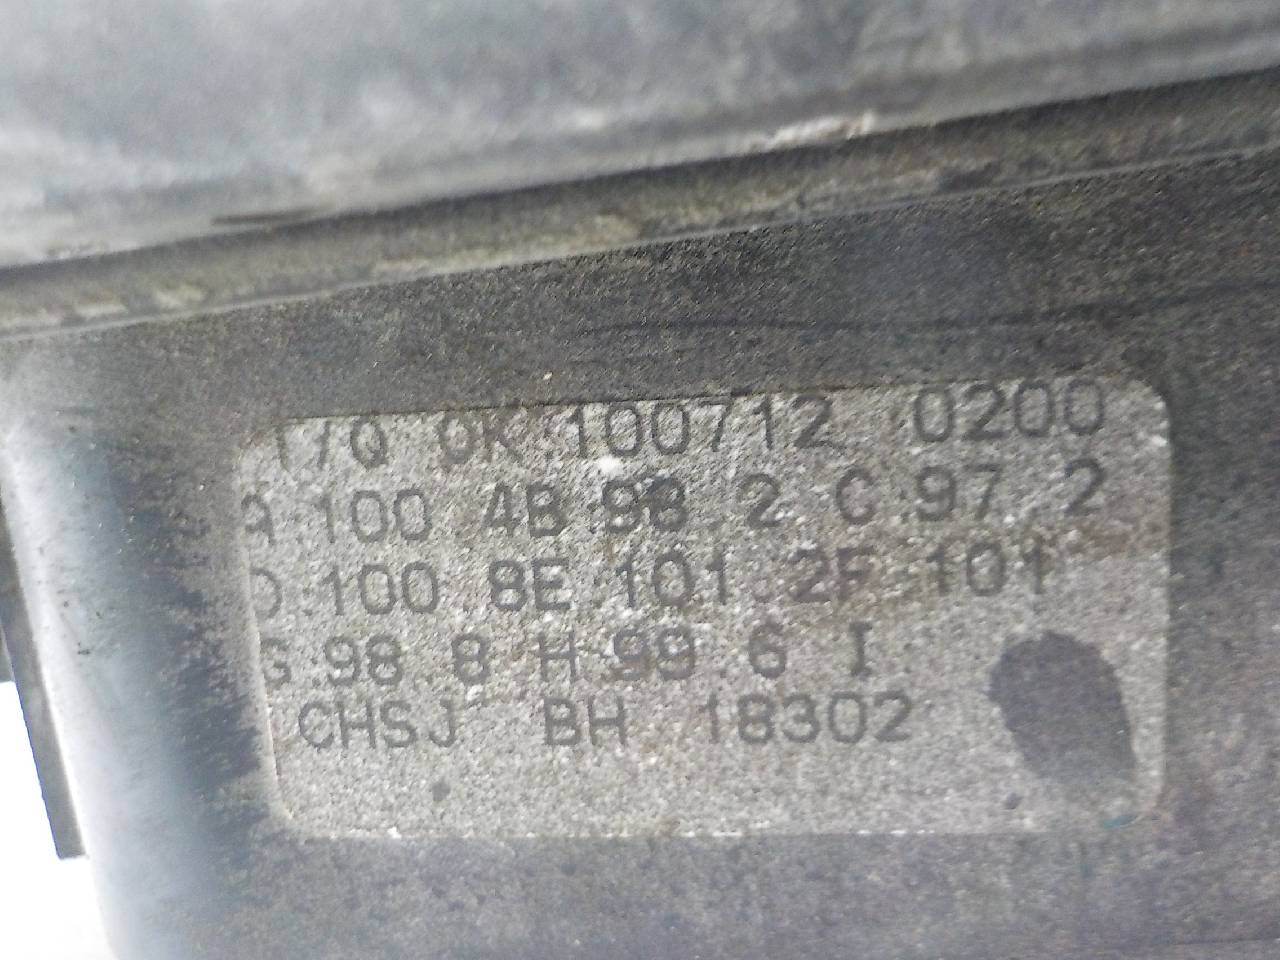 T/Q OK.100712 0200
A.100 4B.98.2 C.97.2
D.100.8E.101.2F.101
G.98.8 H.99.6 I.
CHSJ BH 18302